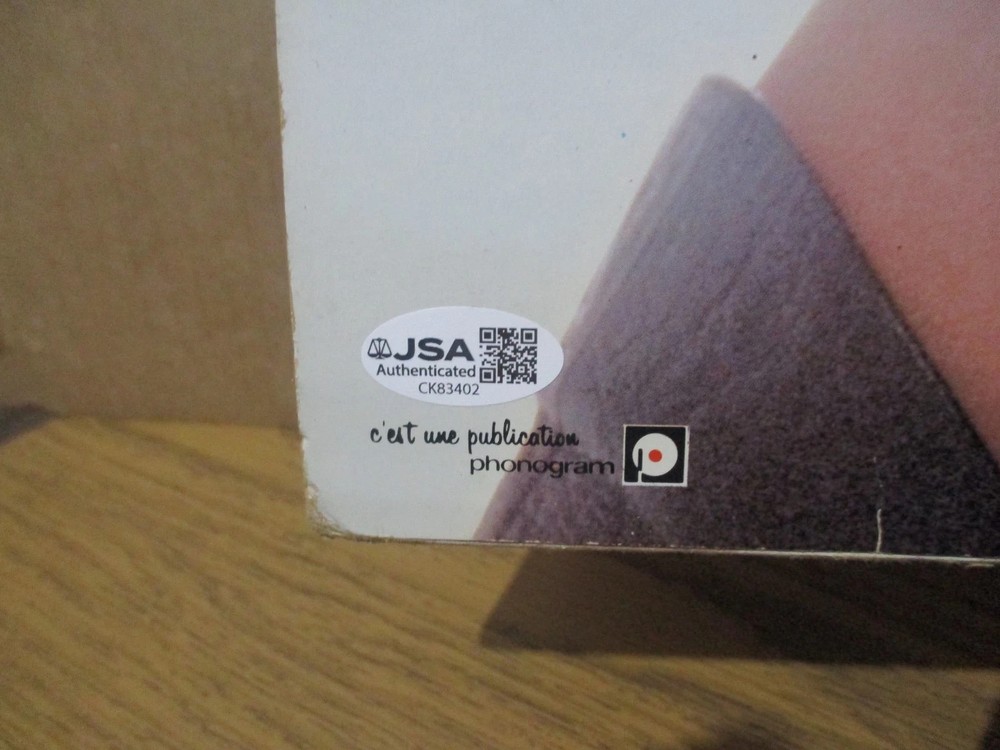 JSA
Authenticated
CK83402
c'est une publication
phonogram